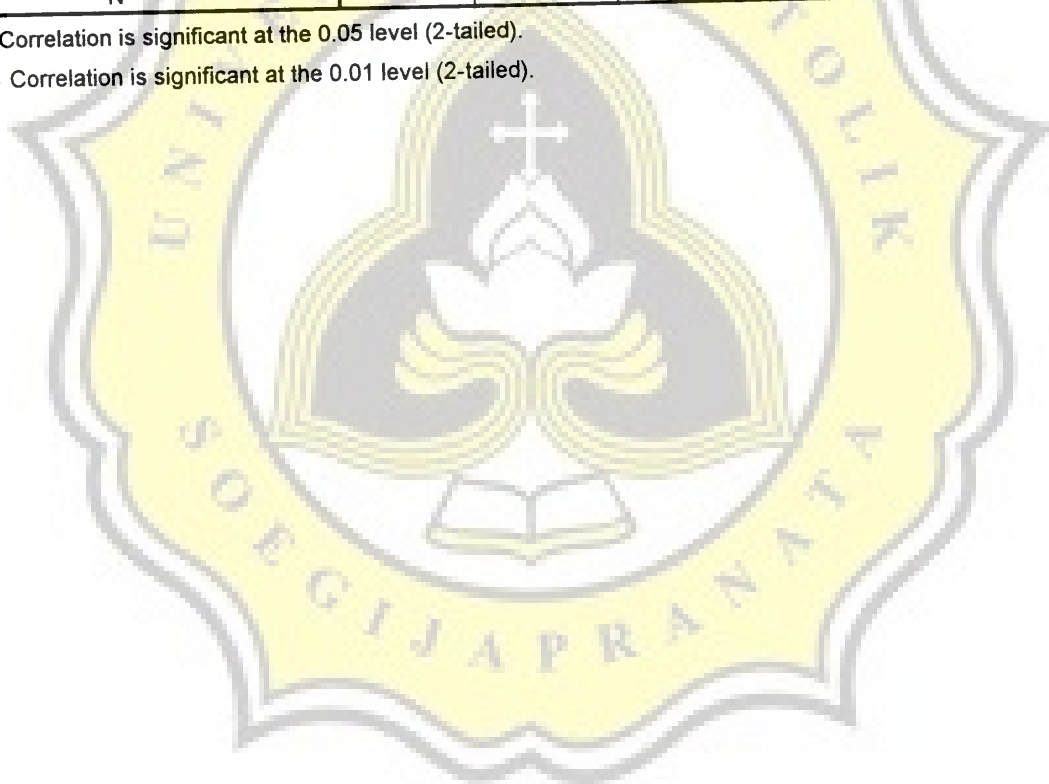 N
Correlation is significant at the 0.05 level (2-tailed).
Correlation is significant at the 0.01 level (2-tailed).
SOEGIJAPRANATA